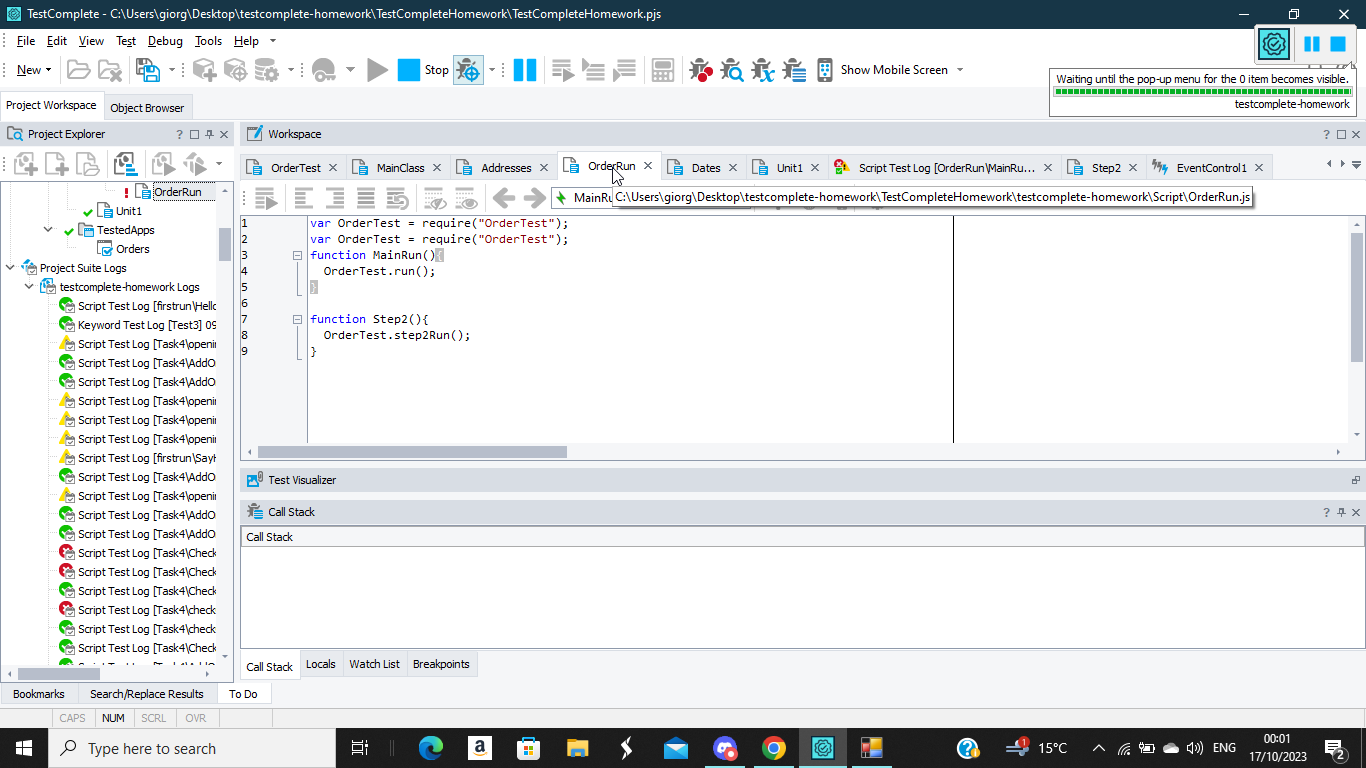 TestComplete - C:\Users\giorg\Desktop\testcomplete-homework\TestCompleteHomework\TestCompleteHomework.pjs
File Edit View Test Debug Tools Help
New Stop Show Mobile Screen
Waiting until the pop-up menu for the 0 item becomes visible.
testcomplete-homework
Project Workspace Object Browser
Project Explorer ?
Workspace ?
OrderTest MainClass Addresses OrderRun Dates Unit1 Script Test Log [OrderRun\MainRu... Step2 EventControl1
C:\Users\giorg\Desktop\testcomplete-homework\TestCompleteHomework\testcomplete-homework\Script\OrderRun.js
OrderRun
Unit1
TestedApps
Orders
Project Suite Logs
testcomplete-homework Logs
Script Test Log [firstrun\Hello
Keyword Test Log [Test3] 09
Script Test Log [Task4\openi
Script Test Log [Task4\AddO
Script Test Log [Task4\AddO
Script Test Log [Task4\openi
Script Test Log [Task4\openi
Script Test Log [Task4\openi
Script Test Log [firstrun\SayH
Script Test Log [Task4\AddO
Script Test Log [Task4\openi
Script Test Log [Task4\AddO
Script Test Log [Task4\AddO
Script Test Log [Task4\Check
Script Test Log [Task4\Check
Script Test Log [Task4\Check
Script Test Log [Task4\check
Script Test Log [Task4\check
Script Test Log [Task4\Check
1 var OrderTest = require("OrderTest");
2 var OrderTest = require("OrderTest");
3 function MainRun(){
4 OrderTest.run();
5 }
6
7 function Step2(){
8 OrderTest.step2Run();
9 }
Test Visualizer
Call Stack ?
Call Stack
Call Stack Locals Watch List Breakpoints
Bookmarks Search/Replace Results To Do
CAPS NUM SCRL OVR
Type here to search
15°C
ENG
00:01
17/10/2023
2